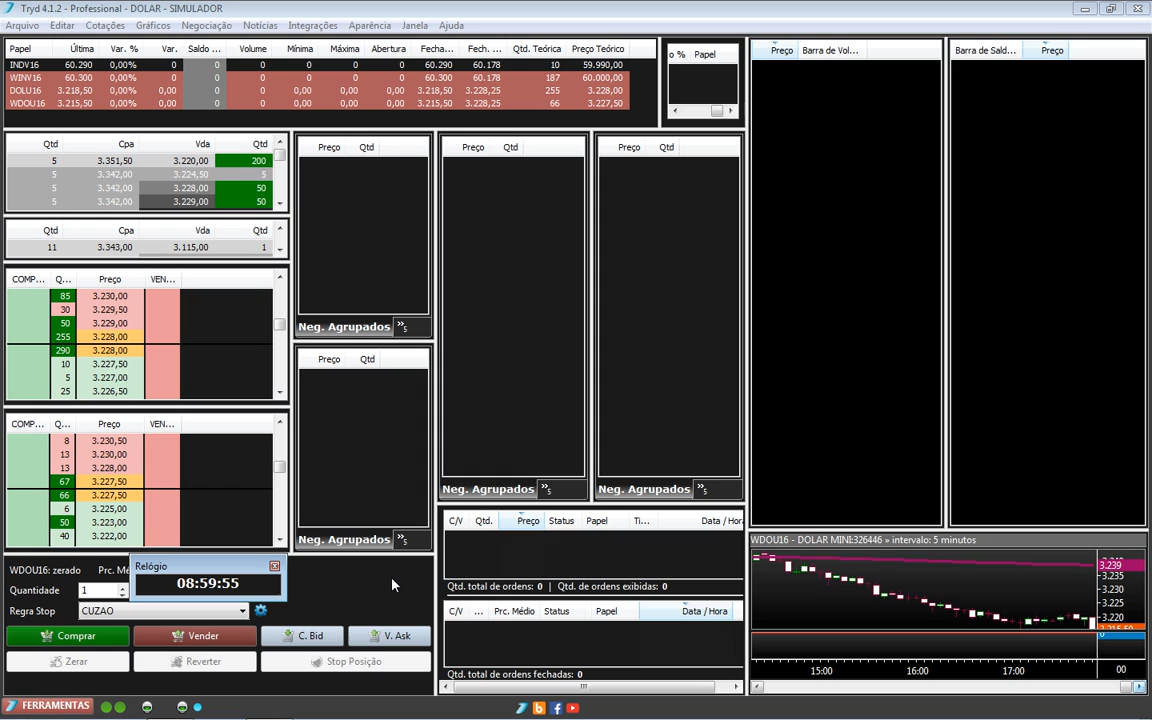 Tryd 4.1.2 - Professional - DOLAR - SIMULADOR
Arquivo Editar Cotações Gráficos Negociação Notícias Integrações Aparência Janela Ajuda
Papel Última Var. % Var. Saldo ... Volume Mínima Máxima Abertura Fecha... Fech. ... Qtd. Teórica Preço Teórico
INDV16 60.290 0,00% 0 0 0 0 0 0 60.290 60.178 10 59.990,00
WINV16 60.300 0,00% 0 0 0 0 0 0 60.300 60.178 187 60.000,00
DOLU16 3.218,50 0,00% 0,00 0 0 0,00 0,00 0,00 3.218,50 3.228,25 255 3.228,00
WDOU16 3.215,50 0,00% 0,00 0 0 0,00 0,00 0,00 3.215,50 3.228,25 66 3.227,50
o % Papel
Preço Barra de Vol...
Barra de Sald... Preço
Qtd Cpa Vda Qtd
5 3.351,50 3.220,00 200
5 3.342,00 3.224,50 5
5 3.342,00 3.228,00 50
5 3.342,00 3.229,00 50
Qtd Cpa Vda Qtd
11 3.343,00 3.115,00 1
COMP... Q... Preço VEN...
85 3.230,00
30 3.229,50
50 3.229,00
255 3.228,00
290 3.228,00
10 3.227,50
5 3.227,00
25 3.226,50
COMP... Q... Preço VEN...
8 3.230,50
13 3.230,00
13 3.228,00
67 3.227,50
66 3.227,50
6 3.225,00
50 3.223,00
40 3.222,00
Preço Qtd
Neg. Agrupados »5
Preço Qtd
Neg. Agrupados »5
Preço Qtd
Neg. Agrupados »5
Preço Qtd
Neg. Agrupados »5
WDOU16: zerado Prc. Mé
Relógio
08:59:55
Quantidade 1
Regra Stop CUZAO
Comprar Vender C. Bid V. Ask
Zerar Reverter Stop Posição
C/V Qtd. Preço Status Papel Ti... Data / Hor
Qtd. total de ordens: 0 | Qtd. de ordens exibidas: 0
C/V ... Prc. Médio Status Papel Data / Hora
Qtd. total de ordens fechadas: 0
WDOU16 - DOLAR MINI:326446 » intervalo: 5 minutos
3.239
3.235
3.230
3.225
3.220
3.215,50
0
15:00 16:00 17:00 00
FERRAMENTAS